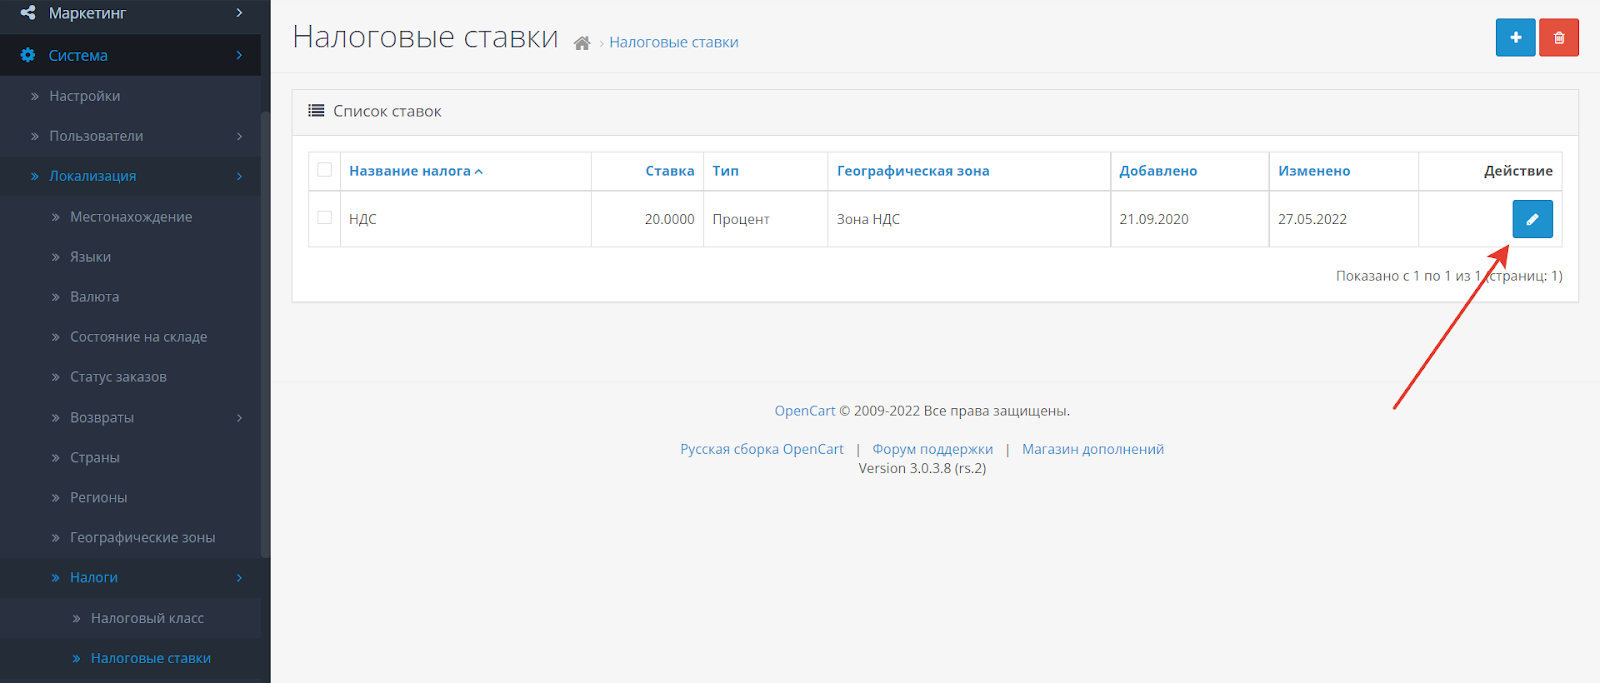 Маркетинг
Система
Настройки
Пользователи
Локализация
Местонахождение
Языки
Валюта
Состояние на складе
Статус заказов
Возвраты
Страны
Регионы
Географические зоны
Налоги
Налоговый класс
Налоговые ставки
Налоговые ставки › Налоговые ставки
Список ставок
Название налога Ставка Тип Географическая зона Добавлено Изменено Действие
НДС 20.0000 Процент Зона НДС 21.09.2020 27.05.2022
Показано с 1 по 1 из 1 (страниц: 1)
OpenCart © 2009-2022 Все права защищены.
Русская сборка OpenCart | Форум поддержки | Магазин дополнений
Version 3.0.3.8 (rs.2)